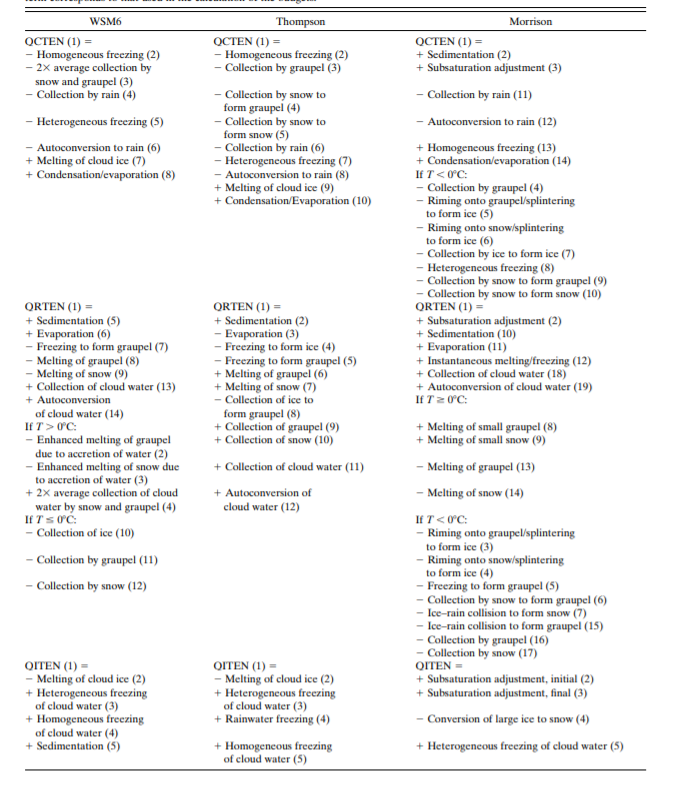 term corresponds to that used in the calculation of the budgets.
WSM6 Thompson Morrison
QCTEN (1) = QCTEN (1) = QCTEN (1) =
− Homogeneous freezing (2) − Homogeneous freezing (2) + Sedimentation (2)
− 2× average collection by − Collection by graupel (3) + Subsaturation adjustment (3)
snow and graupel (3)
− Collection by rain (4) − Collection by snow to − Collection by rain (11)
form graupel (4)
− Heterogeneous freezing (5) − Collection by snow to − Autoconversion to rain (12)
form snow (5)
− Autoconversion to rain (6) − Collection by rain (6) + Homogeneous freezing (13)
+ Melting of cloud ice (7) − Heterogeneous freezing (7) + Condensation/evaporation (14)
+ Condensation/evaporation (8) − Autoconversion to rain (8) If T < 0°C:
+ Melting of cloud ice (9) − Collection by graupel (4)
+ Condensation/Evaporation (10) − Riming onto graupel/splintering
to form ice (5)
− Riming onto snow/splintering
to form ice (6)
− Collection by ice to form ice (7)
− Heterogeneous freezing (8)
− Collection by snow to form graupel (9)
− Collection by snow to form snow (10)
QRTEN (1) = QRTEN (1) = QRTEN (1) =
+ Sedimentation (5) + Sedimentation (2) + Subsaturation adjustment (2)
+ Evaporation (6) − Evaporation (3) + Sedimentation (10)
− Freezing to form graupel (7) − Freezing to form ice (4) + Evaporation (11)
− Melting of graupel (8) − Freezing to form graupel (5) + Instantaneous melting/freezing (12)
− Melting of snow (9) + Melting of graupel (6) + Collection of cloud water (18)
+ Collection of cloud water (13) + Melting of snow (7) + Autoconversion of cloud water (19)
+ Autoconversion − Collection of ice to If T ≥ 0°C:
of cloud water (14) form graupel (8)
If T > 0°C: + Collection of graupel (9) + Melting of small graupel (8)
− Enhanced melting of graupel + Collection of snow (10) + Melting of small snow (9)
due to accretion of water (2)
− Enhanced melting of snow due + Collection of cloud water (11) − Melting of graupel (13)
to accretion of water (3)
+ 2× average collection of cloud + Autoconversion of − Melting of snow (14)
water by snow and graupel (4) cloud water (12)
If T ≤ 0°C: If T < 0°C:
− Collection of ice (10) − Riming onto graupel/splintering
to form ice (3)
− Collection by graupel (11) − Riming onto snow/splintering
to form ice (4)
− Collection by snow (12) − Freezing to form graupel (5)
− Collection by snow to form graupel (6)
− Ice–rain collision to form snow (7)
− Ice–rain collision to form graupel (15)
− Collection by graupel (16)
− Collection by snow (17)
QITEN (1) = QITEN (1) = QITEN =
− Melting of cloud ice (2) − Melting of cloud ice (2) + Subsaturation adjustment, initial (2)
+ Heterogeneous freezing + Heterogeneous freezing + Subsaturation adjustment, final (3)
of cloud water (3) of cloud water (3)
+ Homogeneous freezing + Rainwater freezing (4) − Conversion of large ice to snow (4)
of cloud water (4)
+ Sedimentation (5) + Homogeneous freezing + Heterogeneous freezing of cloud water (5)
of cloud water (5)